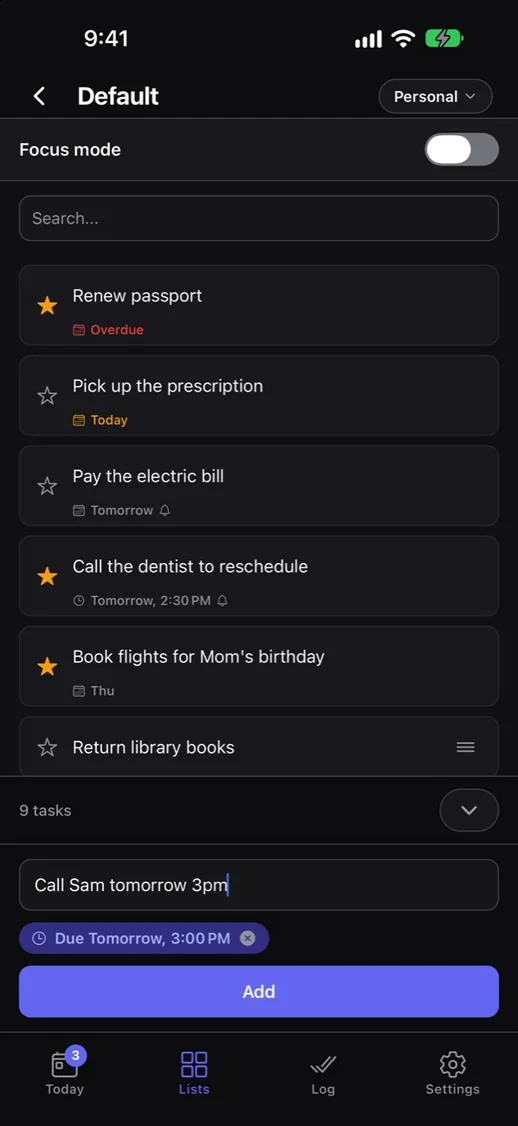 9:41
Default
Personal
Focus mode
Search...
Renew passport
Overdue
Pick up the prescription
Today
Pay the electric bill
Tomorrow
Call the dentist to reschedule
Tomorrow, 2:30 PM
Book flights for Mom's birthday
Thu
Return library books
9 tasks
Call Sam tomorrow 3pm
Due Tomorrow, 3:00 PM
Add
3
Today
Lists
Log
Settings